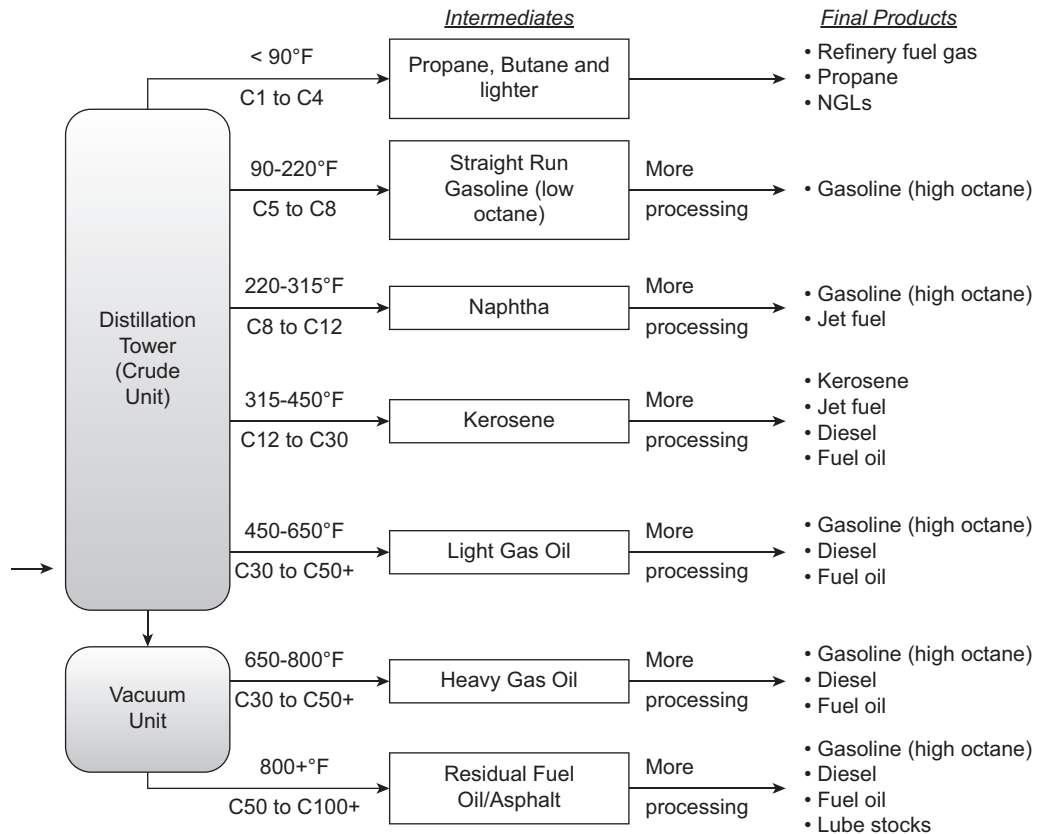 Intermediates
Final Products
< 90°F
C1 to C4
Propane, Butane and
lighter
• Refinery fuel gas
• Propane
• NGLs
90-220°F
C5 to C8
Straight Run
Gasoline (low
octane)
More
processing
• Gasoline (high octane)
Distillation
Tower
(Crude
Unit)
220-315°F
C8 to C12
Naphtha
More
processing
• Gasoline (high octane)
• Jet fuel
315-450°F
C12 to C30
Kerosene
More
processing
• Kerosene
• Jet fuel
• Diesel
• Fuel oil
450-650°F
C30 to C50+
Light Gas Oil
More
processing
• Gasoline (high octane)
• Diesel
• Fuel oil
Vacuum
Unit
650-800°F
C30 to C50+
Heavy Gas Oil
More
processing
• Gasoline (high octane)
• Diesel
• Fuel oil
800+°F
C50 to C100+
Residual Fuel
Oil/Asphalt
More
processing
• Gasoline (high octane)
• Diesel
• Fuel oil
• Lube stocks